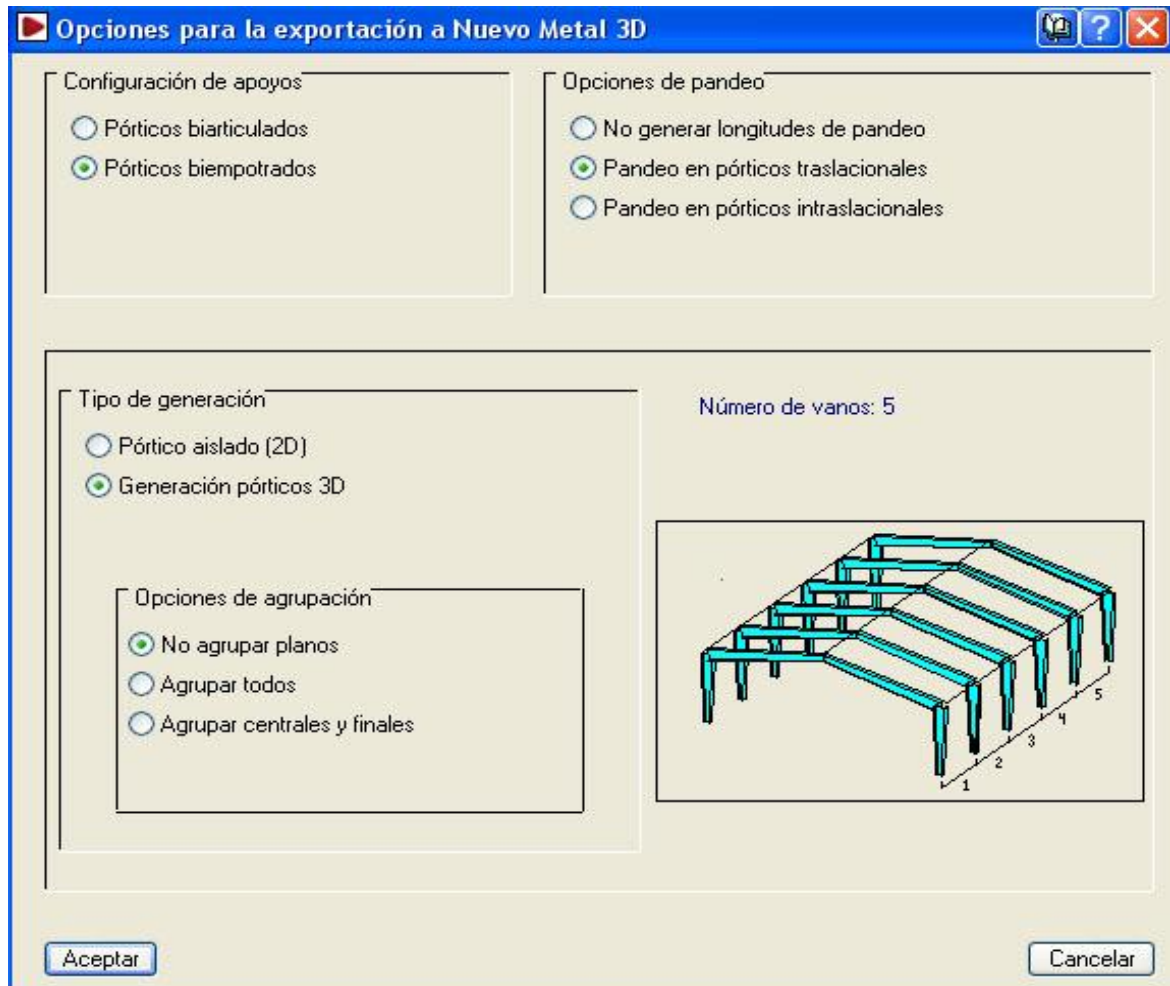 Opciones para la exportación a Nuevo Metal 3D
Configuración de apoyos
Pórticos biarticulados
Pórticos biempotrados
Opciones de pandeo
No generar longitudes de pandeo
Pandeo en pórticos traslacionales
Pandeo en pórticos intraslacionales
Tipo de generación
Pórtico aislado (2D)
Generación pórticos 3D
Opciones de agrupación
No agrupar planos
Agrupar todos
Agrupar centrales y finales
Número de vanos: 5
1
2
3
4
5
Aceptar
Cancelar